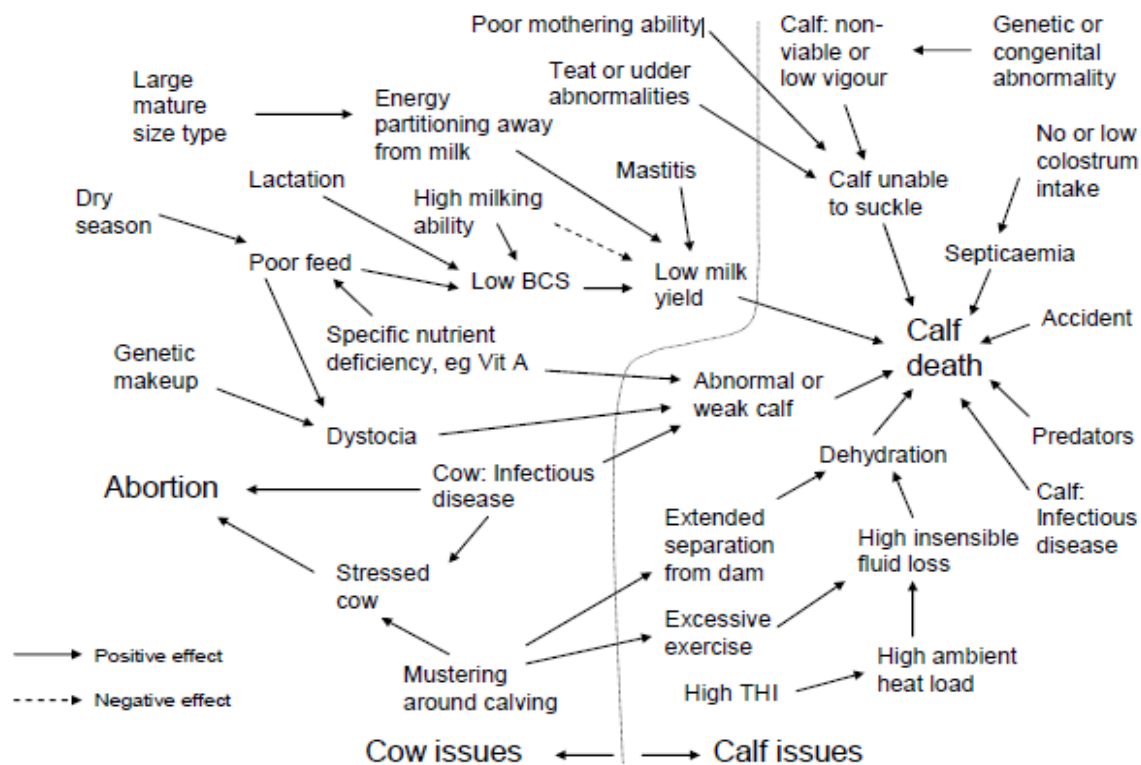 Poor mothering ability
Calf: non-
viable or
low vigour
Genetic or
congenital
abnormality
Large
mature
size type
Energy
partitioning away
from milk
Teat or udder
abnormalities
No or low
colostrum
intake
Lactation
High milking
ability
Mastitis
Calf unable
to suckle
Dry
season
Poor feed
Low BCS
Low milk
yield
Septicaemia
Specific nutrient
deficiency, eg Vit A
Calf
death
Accident
Genetic
makeup
Abnormal or
weak calf
Dystocia
Predators
Dehydration
Abortion
Cow: Infectious
disease
Calf:
Infectious
disease
Extended
separation
from dam
High insensible
fluid loss
Stressed
cow
Excessive
exercise
Positive effect
Mustering
around calving
High ambient
heat load
Negative effect
High THI
Cow issues
Calf issues